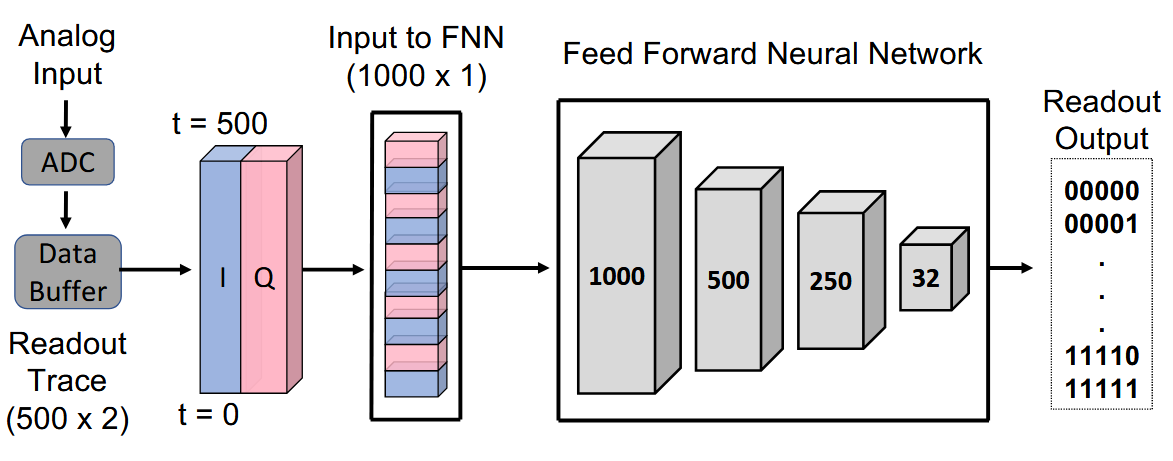 Analog
Input
ADC
Data
Buffer
Readout
Trace
(500 x 2)
t = 500
I Q
t = 0
Input to FNN
(1000 x 1)
Feed Forward Neural Network
1000
500
250
32
Readout
Output
00000
00001
.
.
.
11110
11111